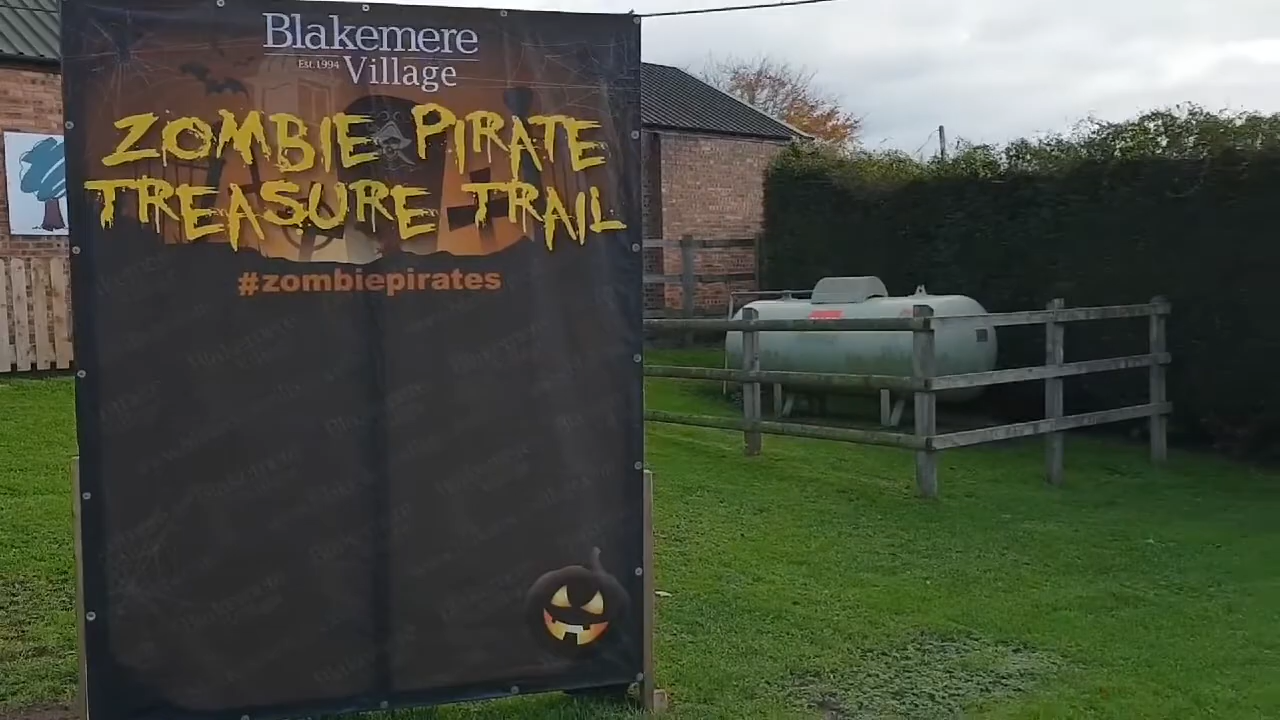 Blakemere
Est. 1994 Village
ZOMBIE PIRATE
TREASURE TRAIL
#zombiepirates